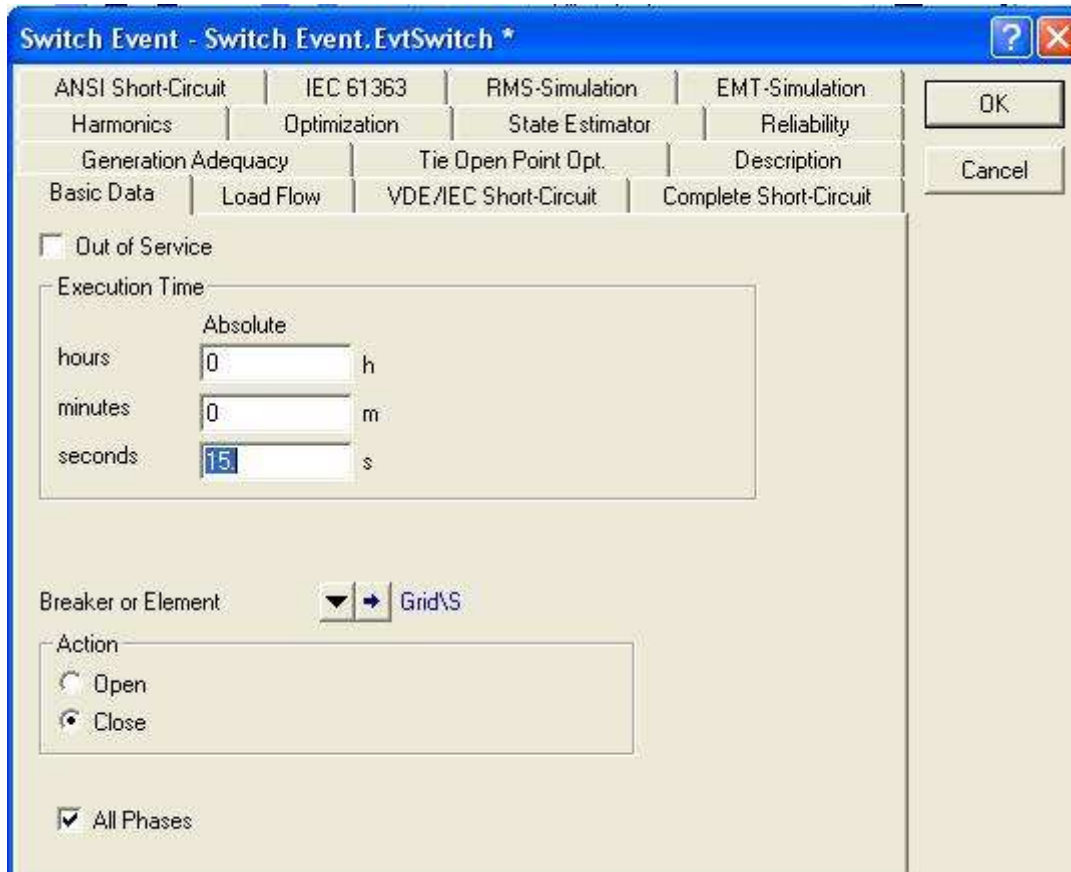 Switch Event - Switch Event.EvtSwitch *
ANSI Short-Circuit IEC 61363 RMS-Simulation EMT-Simulation
OK
Harmonics Optimization State Estimator Reliability
Generation Adequacy Tie Open Point Opt. Description
Cancel
Basic Data Load Flow VDE/IEC Short-Circuit Complete Short-Circuit
Out of Service
Execution Time
Absolute
hours 0 h
minutes 0 m
seconds 15. s
Breaker or Element Grid\S
Action
Open
Close
All Phases